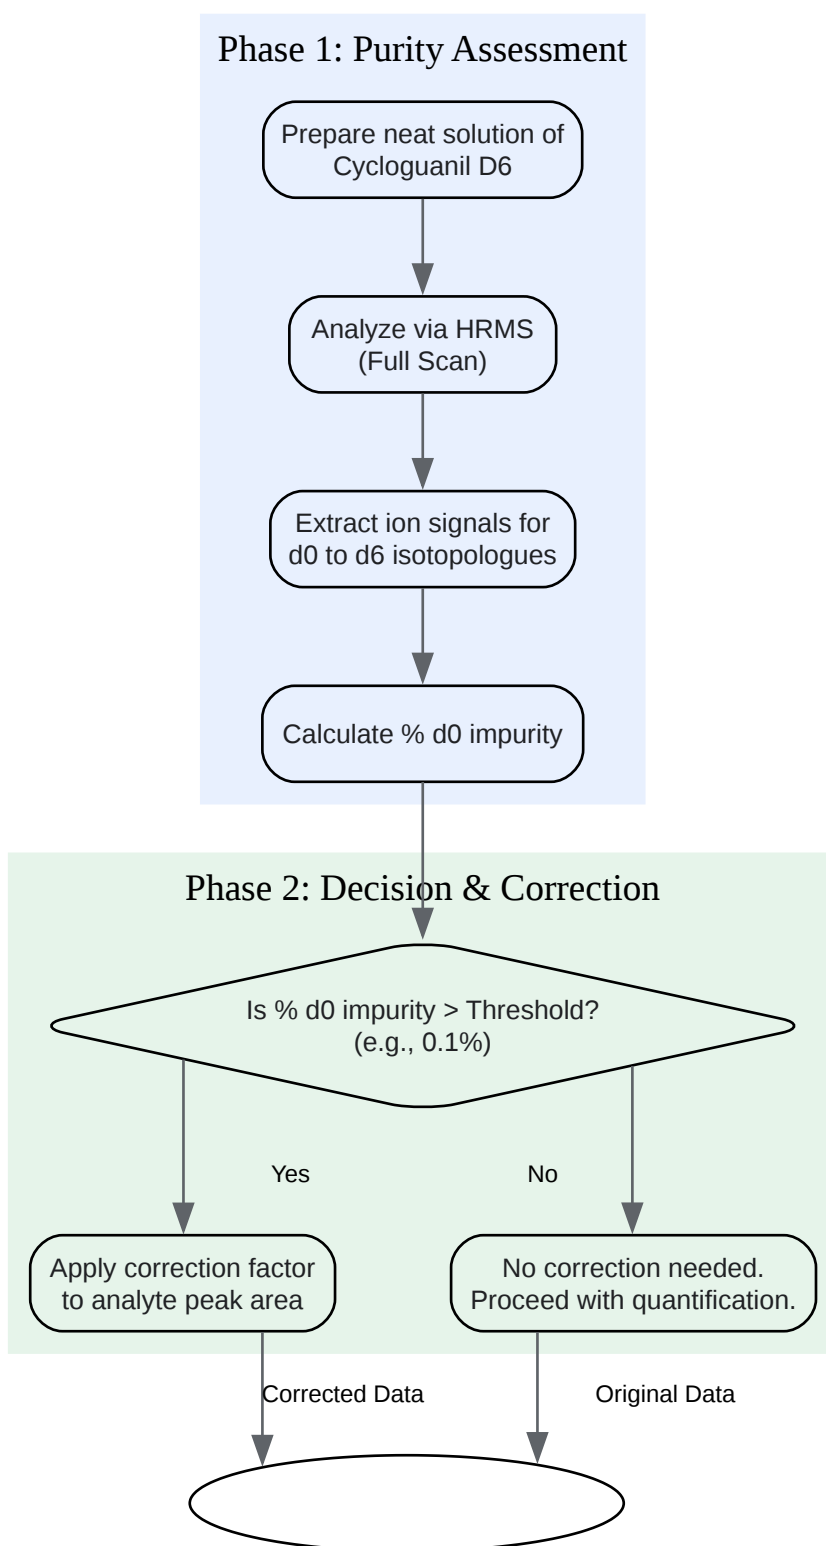 Phase 1: Purity Assessment
Prepare neat solution of
Cycloguanil D6
Analyze via HRMS
(Full Scan)
Extract ion signals for
d0 to d6 isotopologues
Calculate % d0 impurity
Phase 2: Decision & Correction
Is % d0 impurity > Threshold?
(e.g., 0.1%)
Yes
No
Apply correction factor
to analyte peak area
No correction needed.
Proceed with quantification.
Corrected Data
Original Data